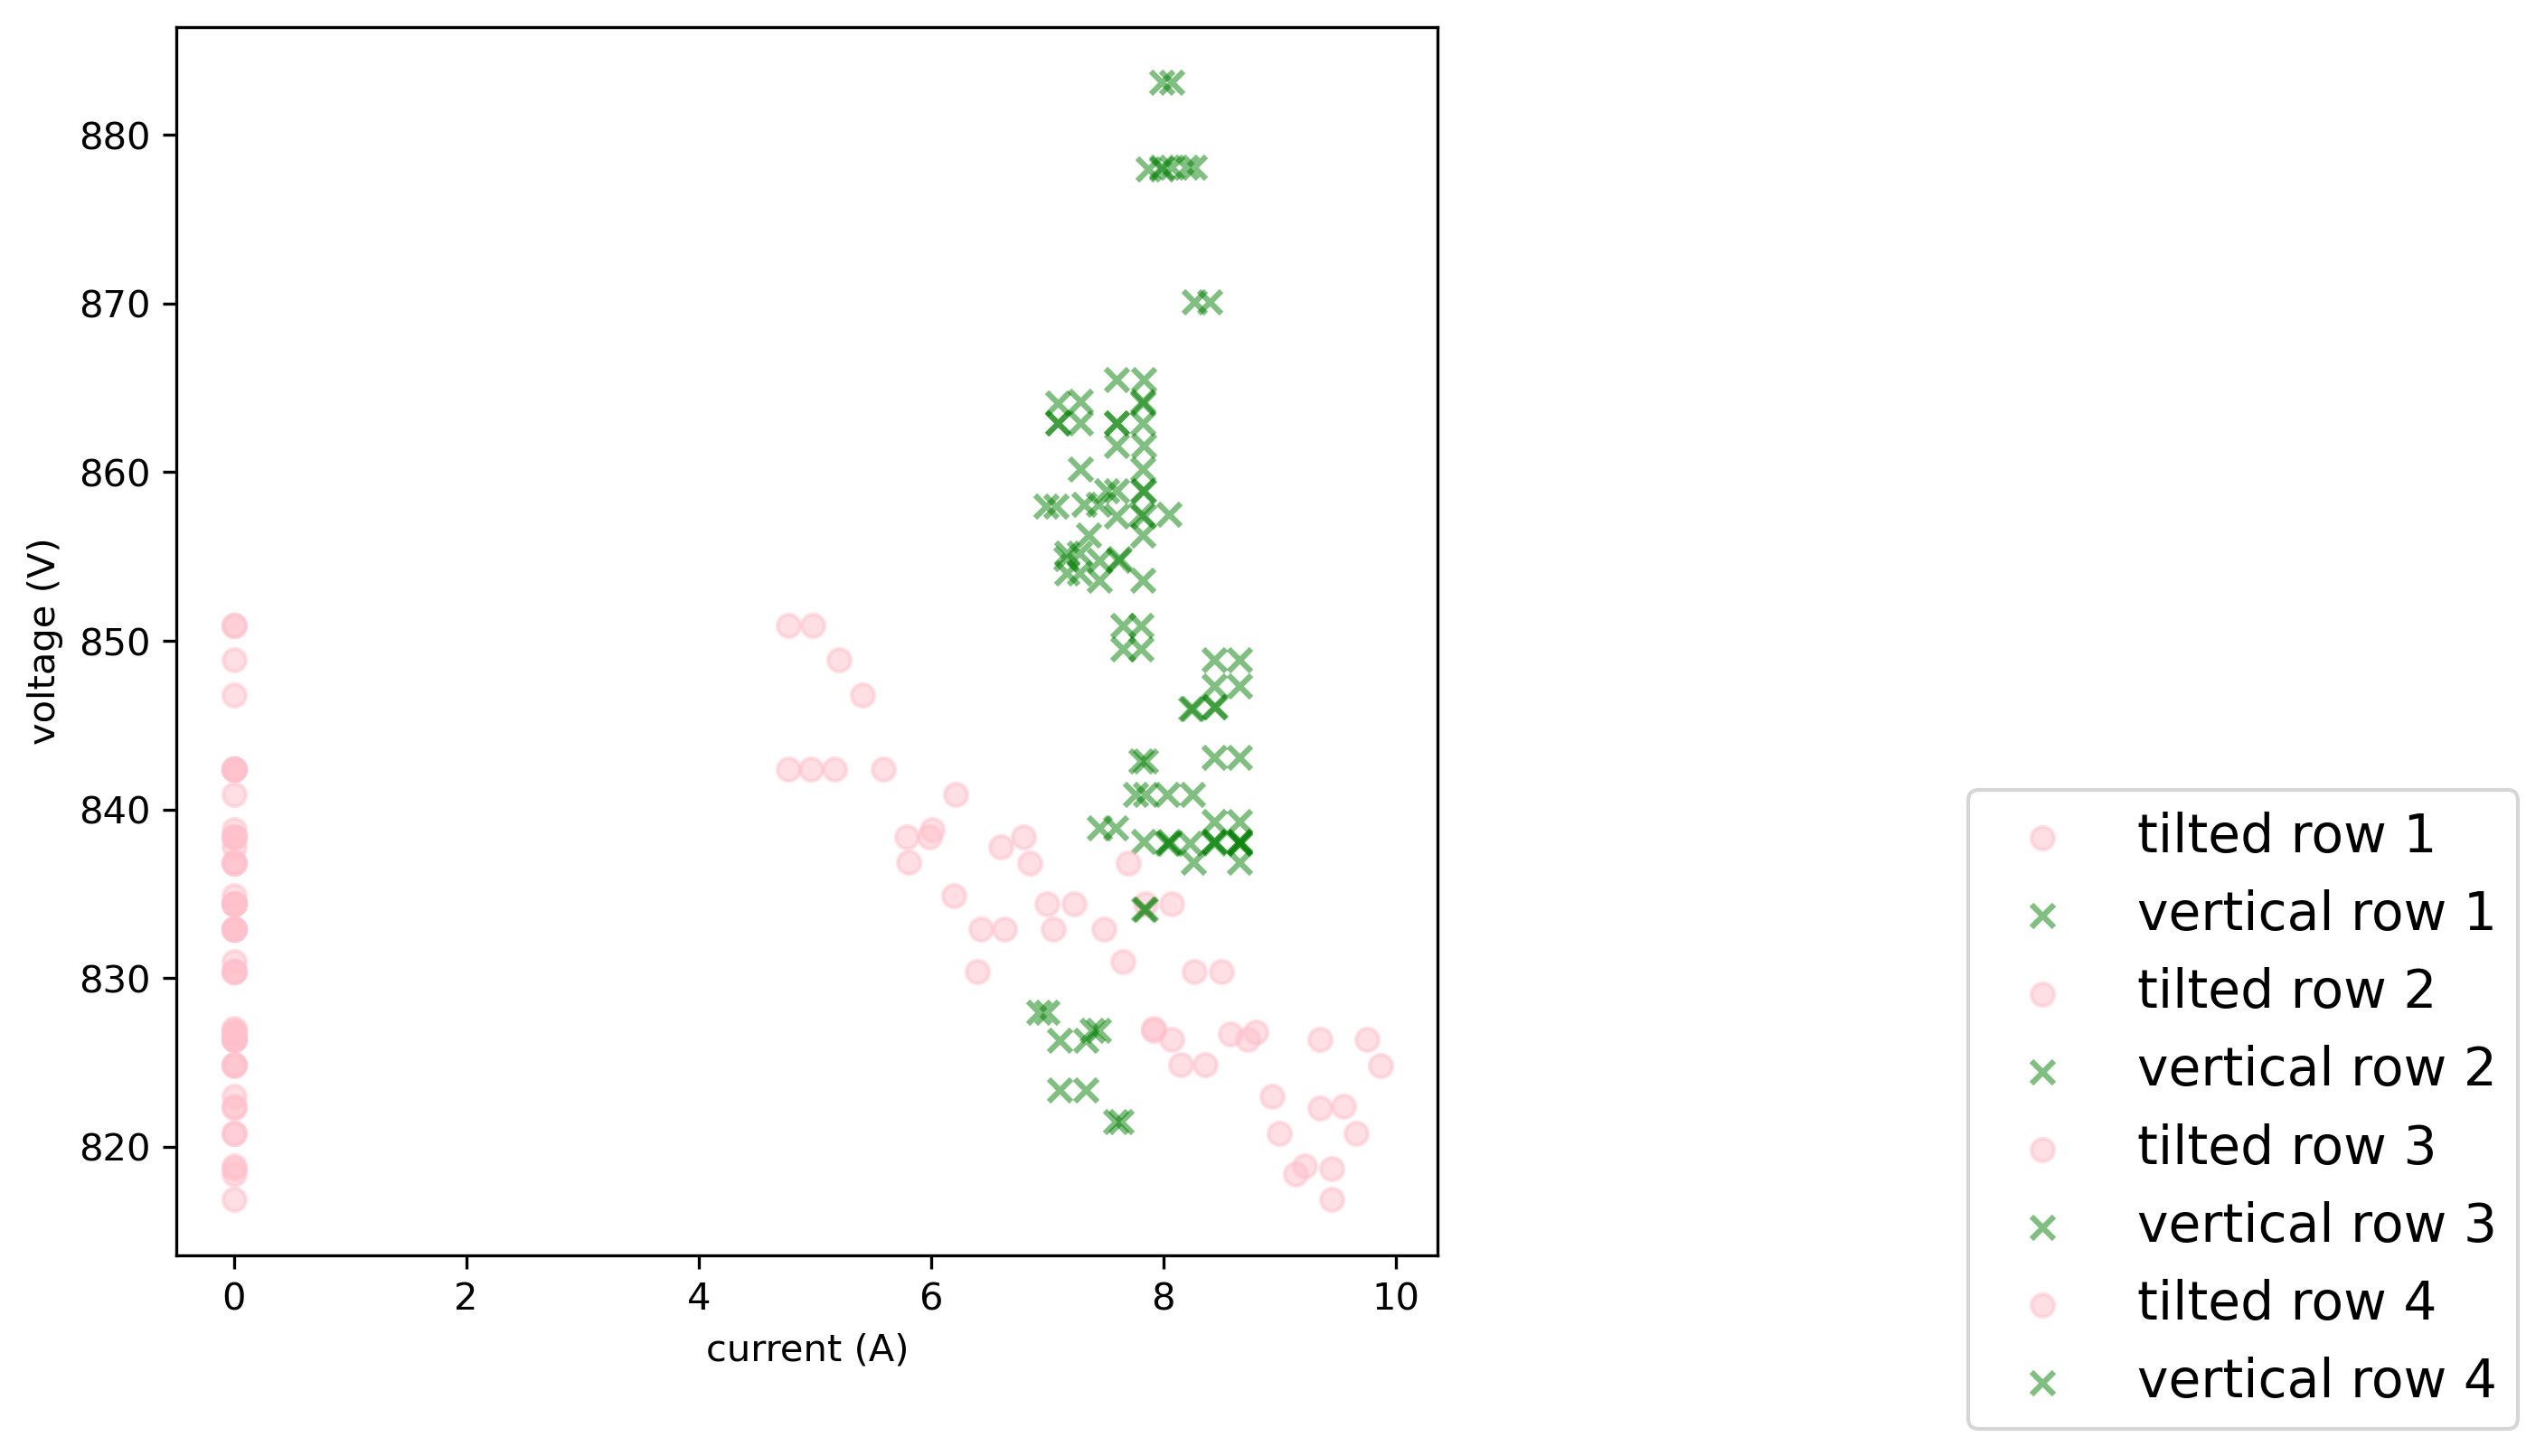 880
870
860
850
840
830
820
voltage (V)
0 2 4 6 8 10
current (A)
tilted row 1
vertical row 1
tilted row 2
vertical row 2
tilted row 3
vertical row 3
tilted row 4
vertical row 4